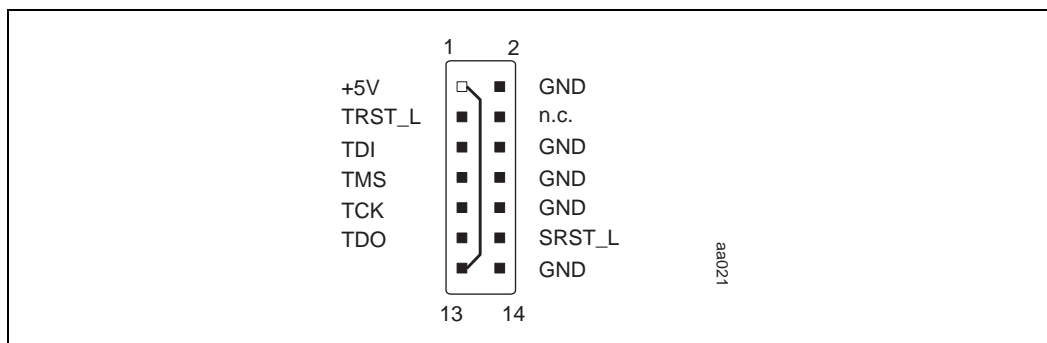 1 2
+5V GND
TRST_L n.c.
TDI GND
TMS GND
TCK GND
TDO SRST_L
GND
13 14
aa021